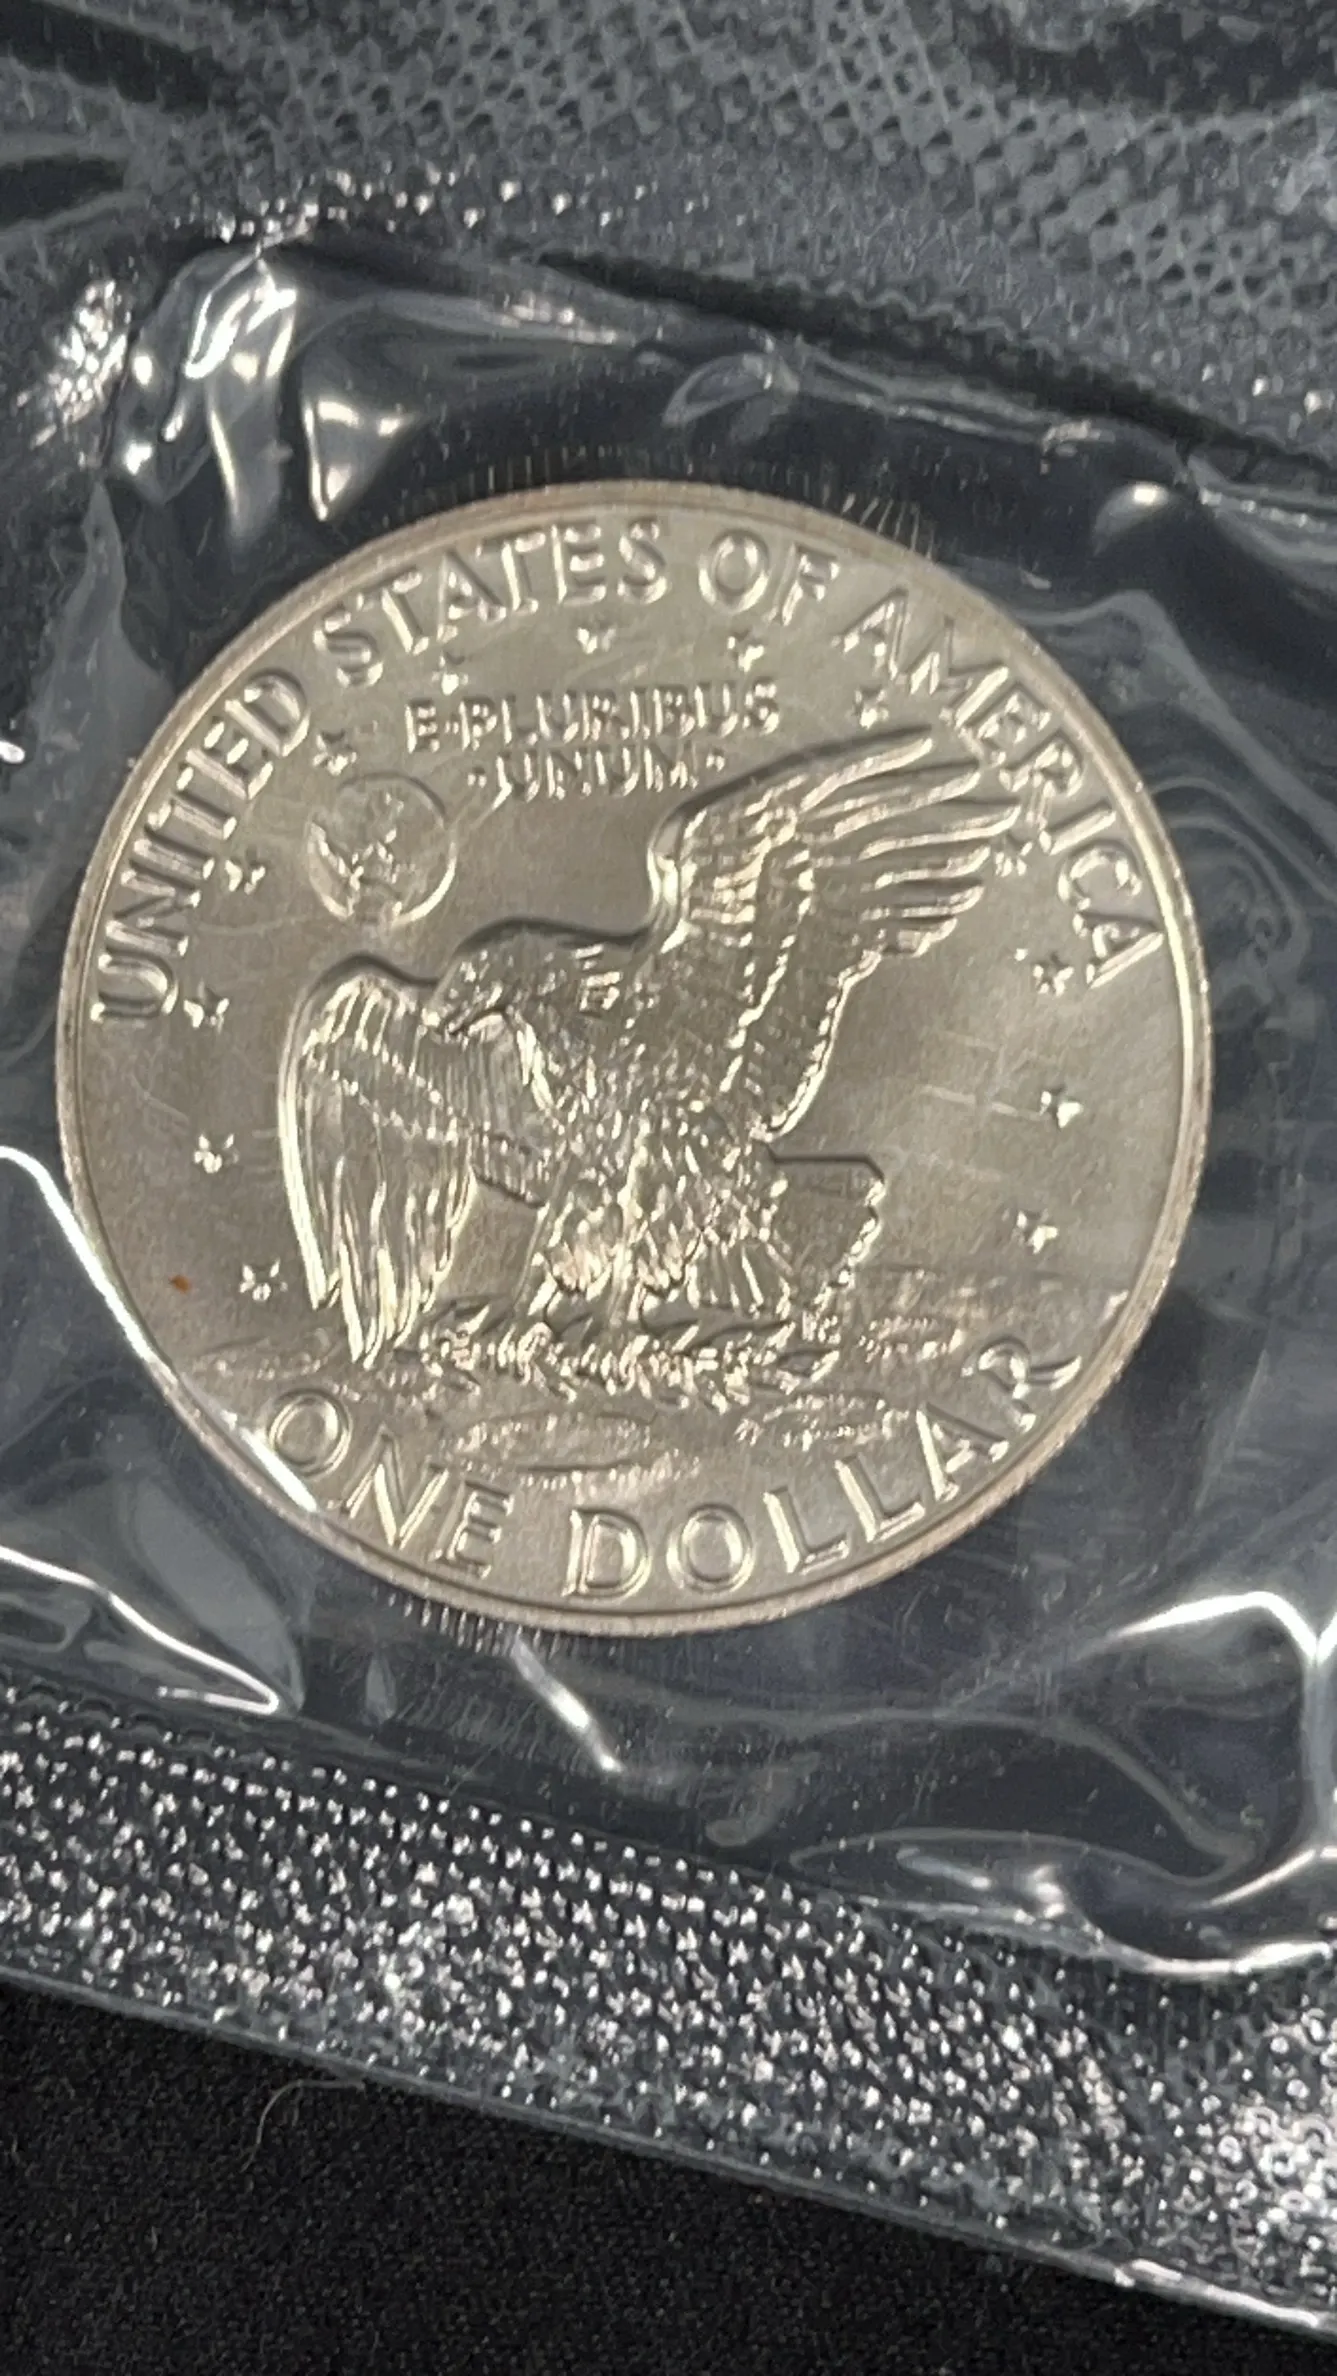 UNITED STATES OF AMERICA
E·PLURIBUS
·UNUM·
ONE DOLLAR